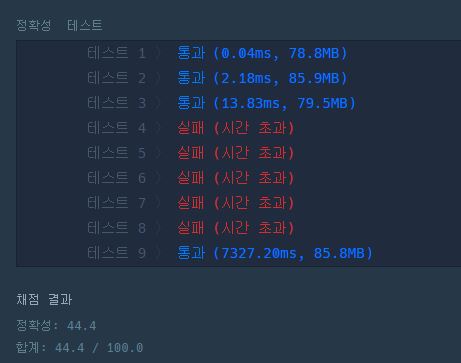 정확성 테스트
테스트 1 〉 통과 (0.04ms, 78.8MB)
테스트 2 〉 통과 (2.18ms, 85.9MB)
테스트 3 〉 통과 (13.83ms, 79.5MB)
테스트 4 〉 실패 (시간 초과)
테스트 5 〉 실패 (시간 초과)
테스트 6 〉 실패 (시간 초과)
테스트 7 〉 실패 (시간 초과)
테스트 8 〉 실패 (시간 초과)
테스트 9 〉 통과 (7327.20ms, 85.8MB)
채점 결과
정확성: 44.4
합계: 44.4 / 100.0